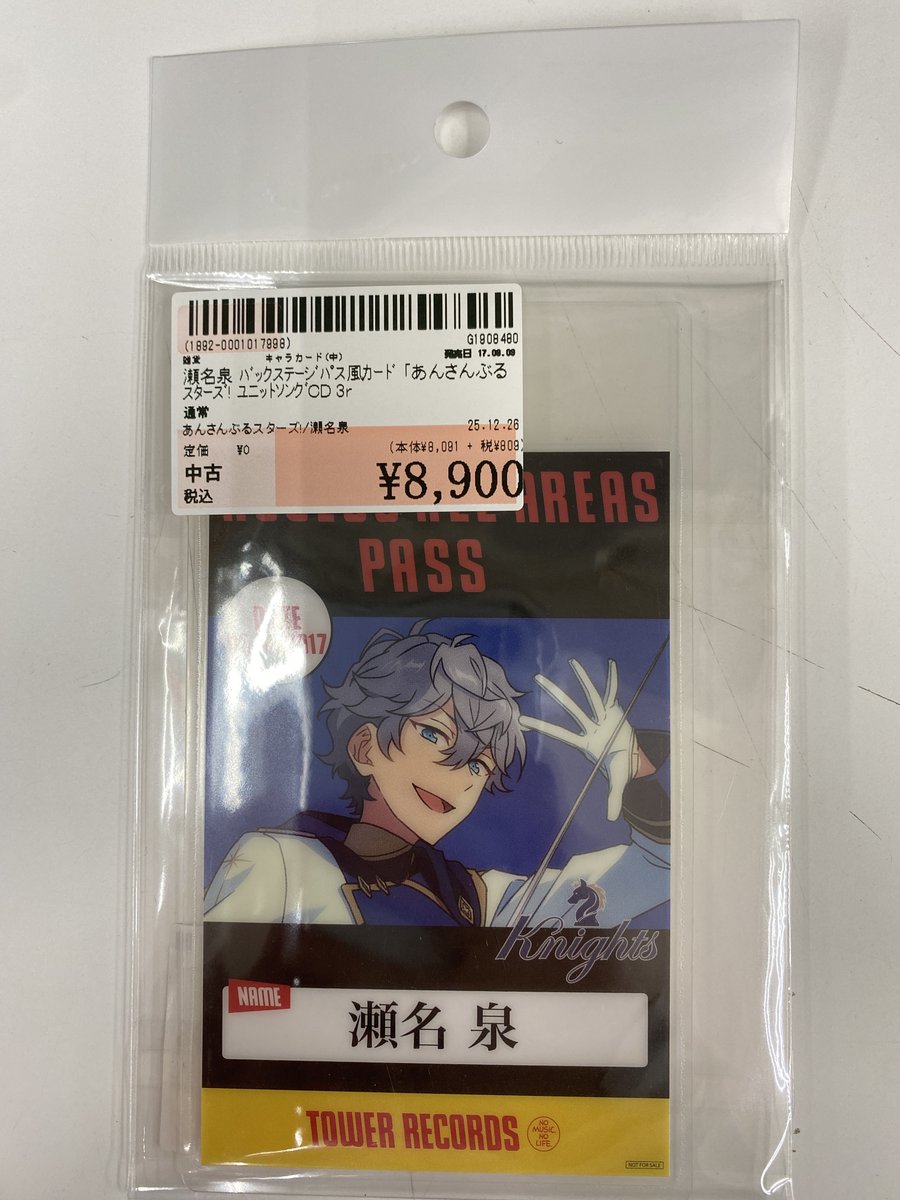 (1892-0001017998)
G1908480
雑貨 キャラカード(中) 発売日 17.08.09
瀬名泉 バックステージパス風カード 「あんさんぶる
スターズ! ユニットソングCD 3r
通常
あんさんぶるスターズ!/瀬名泉 25.12.26
定価 ¥0 (本体¥8,091 + 税¥809)
中古
税込
¥8,900
AREAS
PASS
DATE
Knights
NAME
瀬名 泉
TOWER RECORDS
NO MUSIC, NO LIFE.
NOT FOR SALE